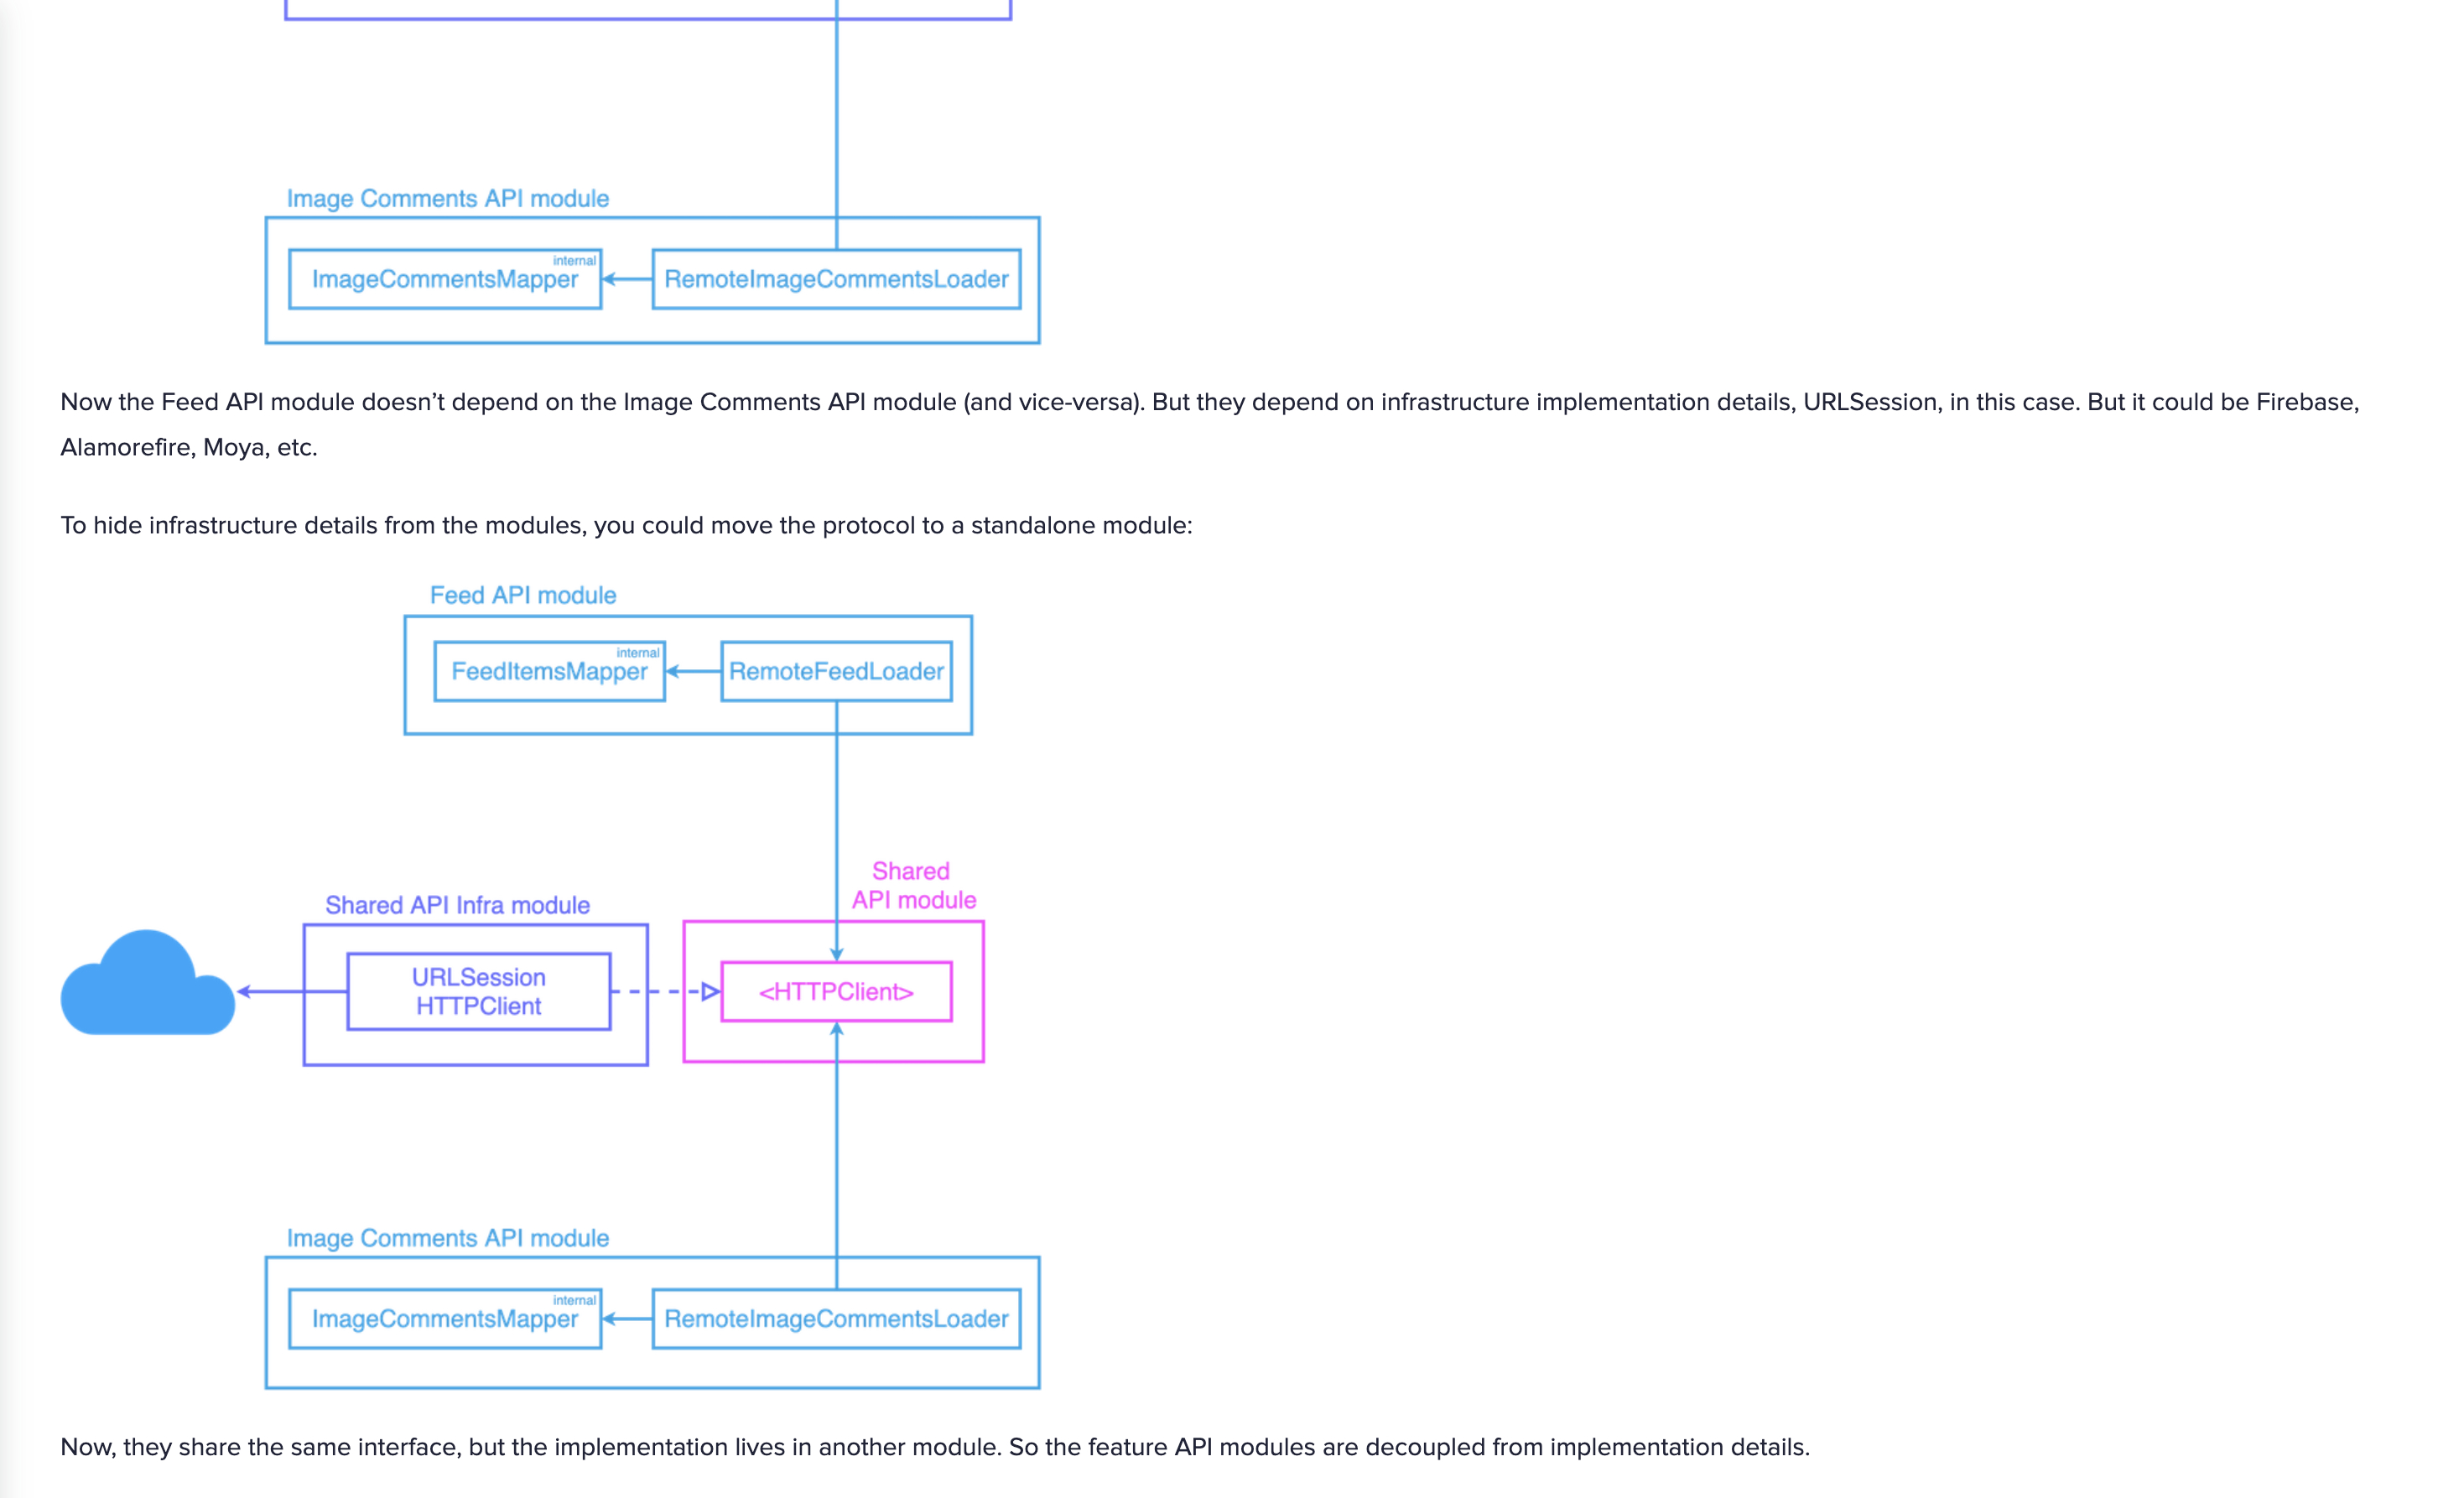 Image Comments API module
internal
ImageCommentsMapper
RemoteImageCommentsLoader
Now the Feed API module doesn’t depend on the Image Comments API module (and vice-versa). But they depend on infrastructure implementation details, URLSession, in this case. But it could be Firebase,
Alamorefire, Moya, etc.
To hide infrastructure details from the modules, you could move the protocol to a standalone module:
Feed API module
internal
FeedItemsMapper
RemoteFeedLoader
Shared
API module
Shared API Infra module
URLSession
HTTPClient
<HTTPClient>
Image Comments API module
internal
ImageCommentsMapper
RemoteImageCommentsLoader
Now, they share the same interface, but the implementation lives in another module. So the feature API modules are decoupled from implementation details.